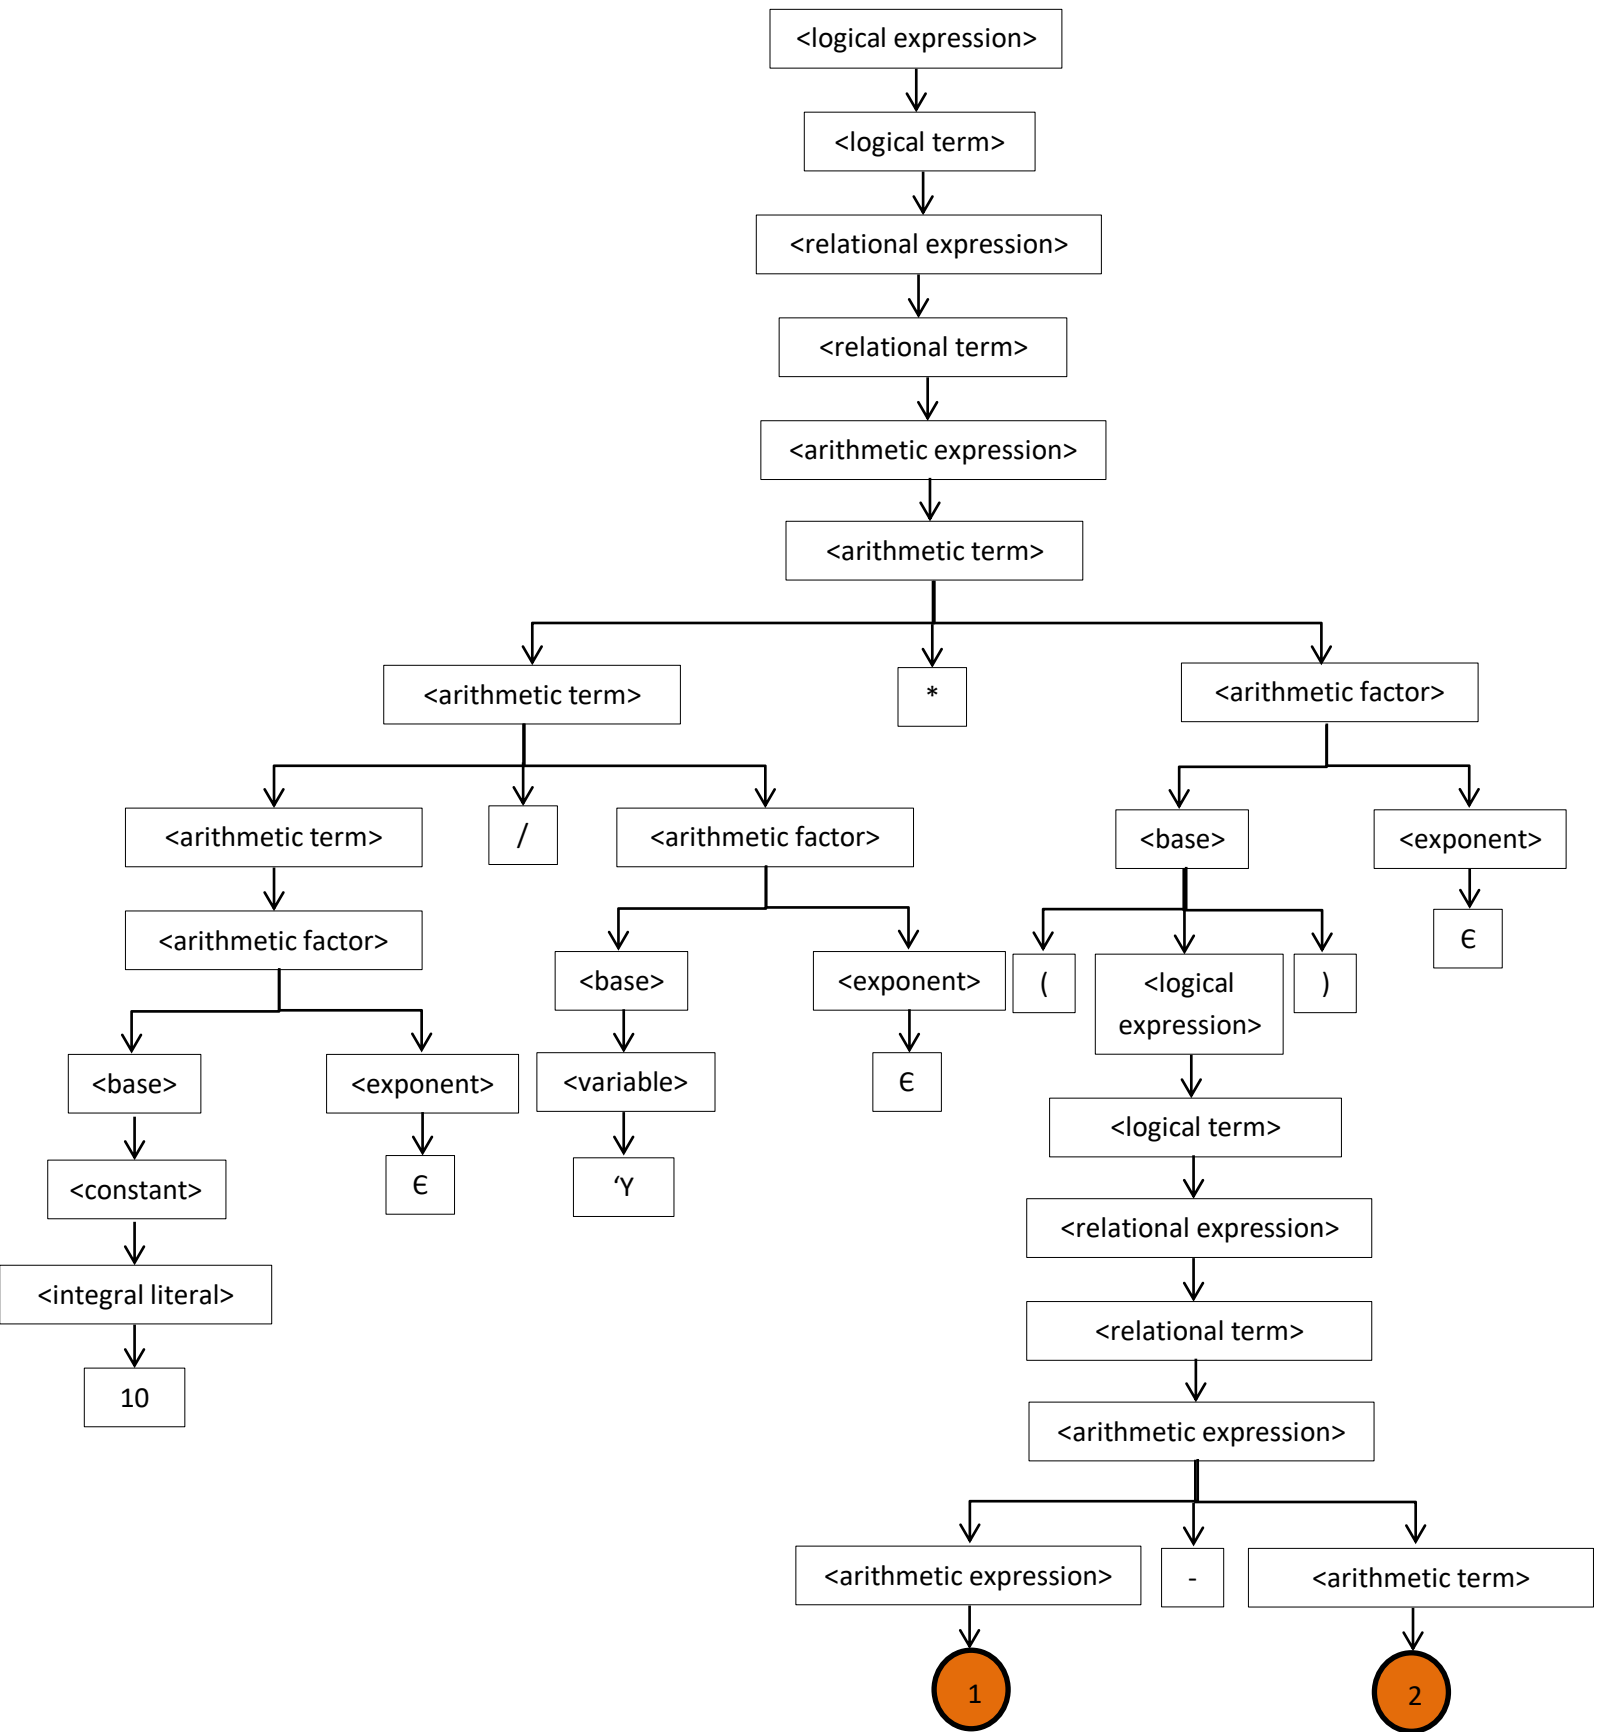 <logical expression>
<logical term>
<relational expression>
<relational term>
<arithmetic expression>
<arithmetic term>
<arithmetic term>
*
<arithmetic factor>
<arithmetic term>
/
<arithmetic factor>
<base>
<exponent>
<arithmetic factor>
<base>
<exponent>
(
<logical
expression>
)
Є
<base>
<exponent>
<variable>
Є
<logical term>
<constant>
Є
‘Y
<relational expression>
<integral literal>
<relational term>
10
<arithmetic expression>
<arithmetic expression>
-
<arithmetic term>
1
2